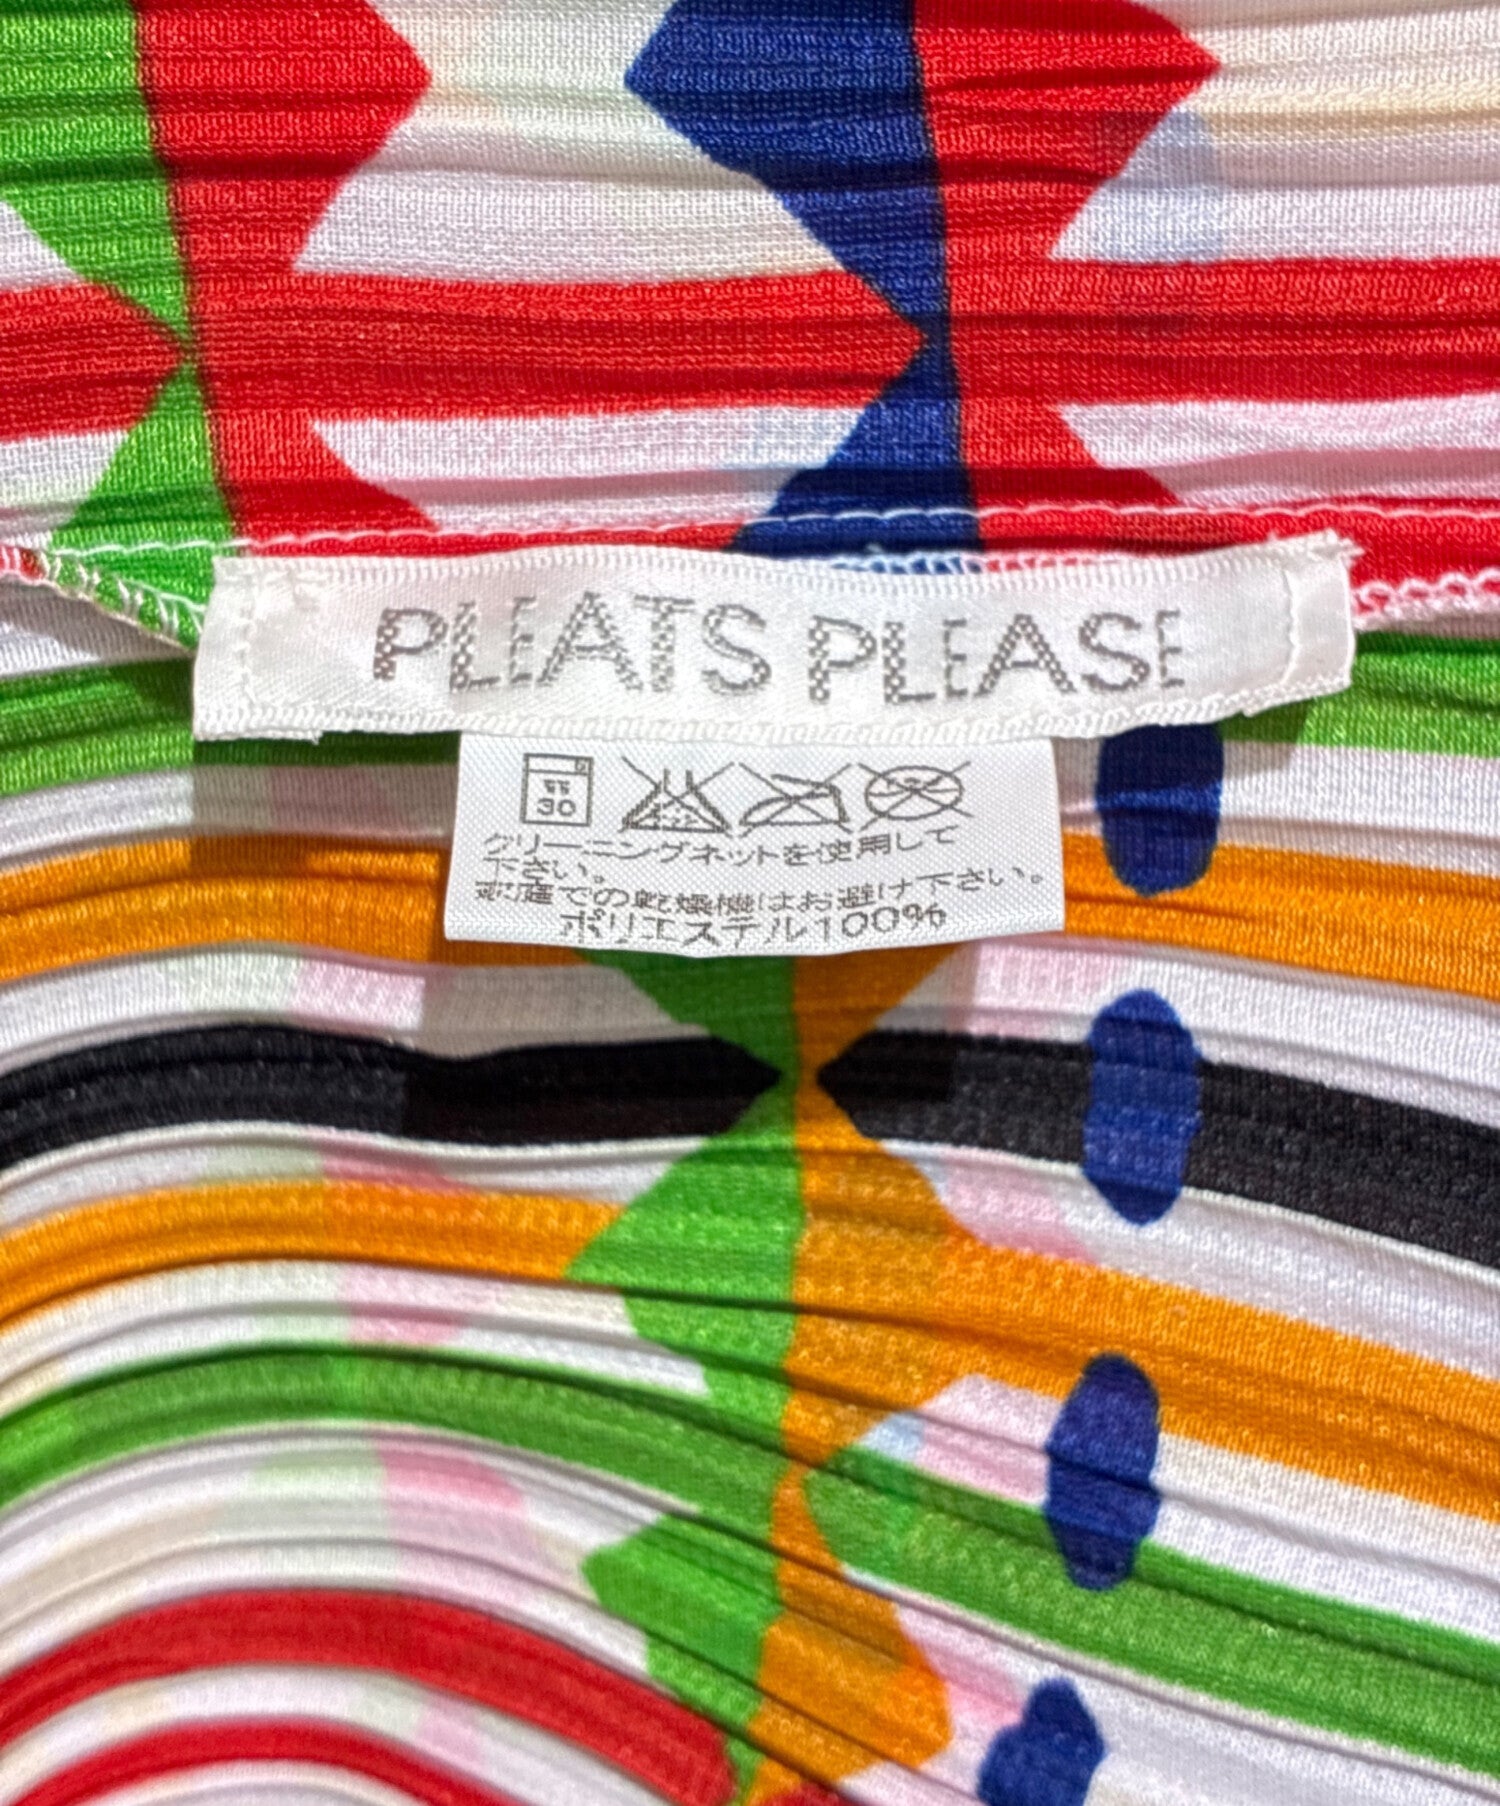 PLEATS PLEASE
弱
30
クリーニングネットを使用して
下さい。
家庭での乾燥機はお避け下さい。
ポリエステル100%